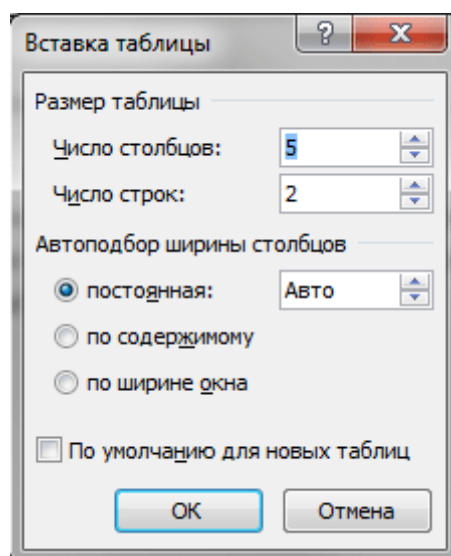 Вставка таблицы
Размер таблицы
Число столбцов: 5
Число строк: 2
Автоподбор ширины столбцов
постоянная: Авто
по содержимому
по ширине окна
По умолчанию для новых таблиц
ОК Отмена